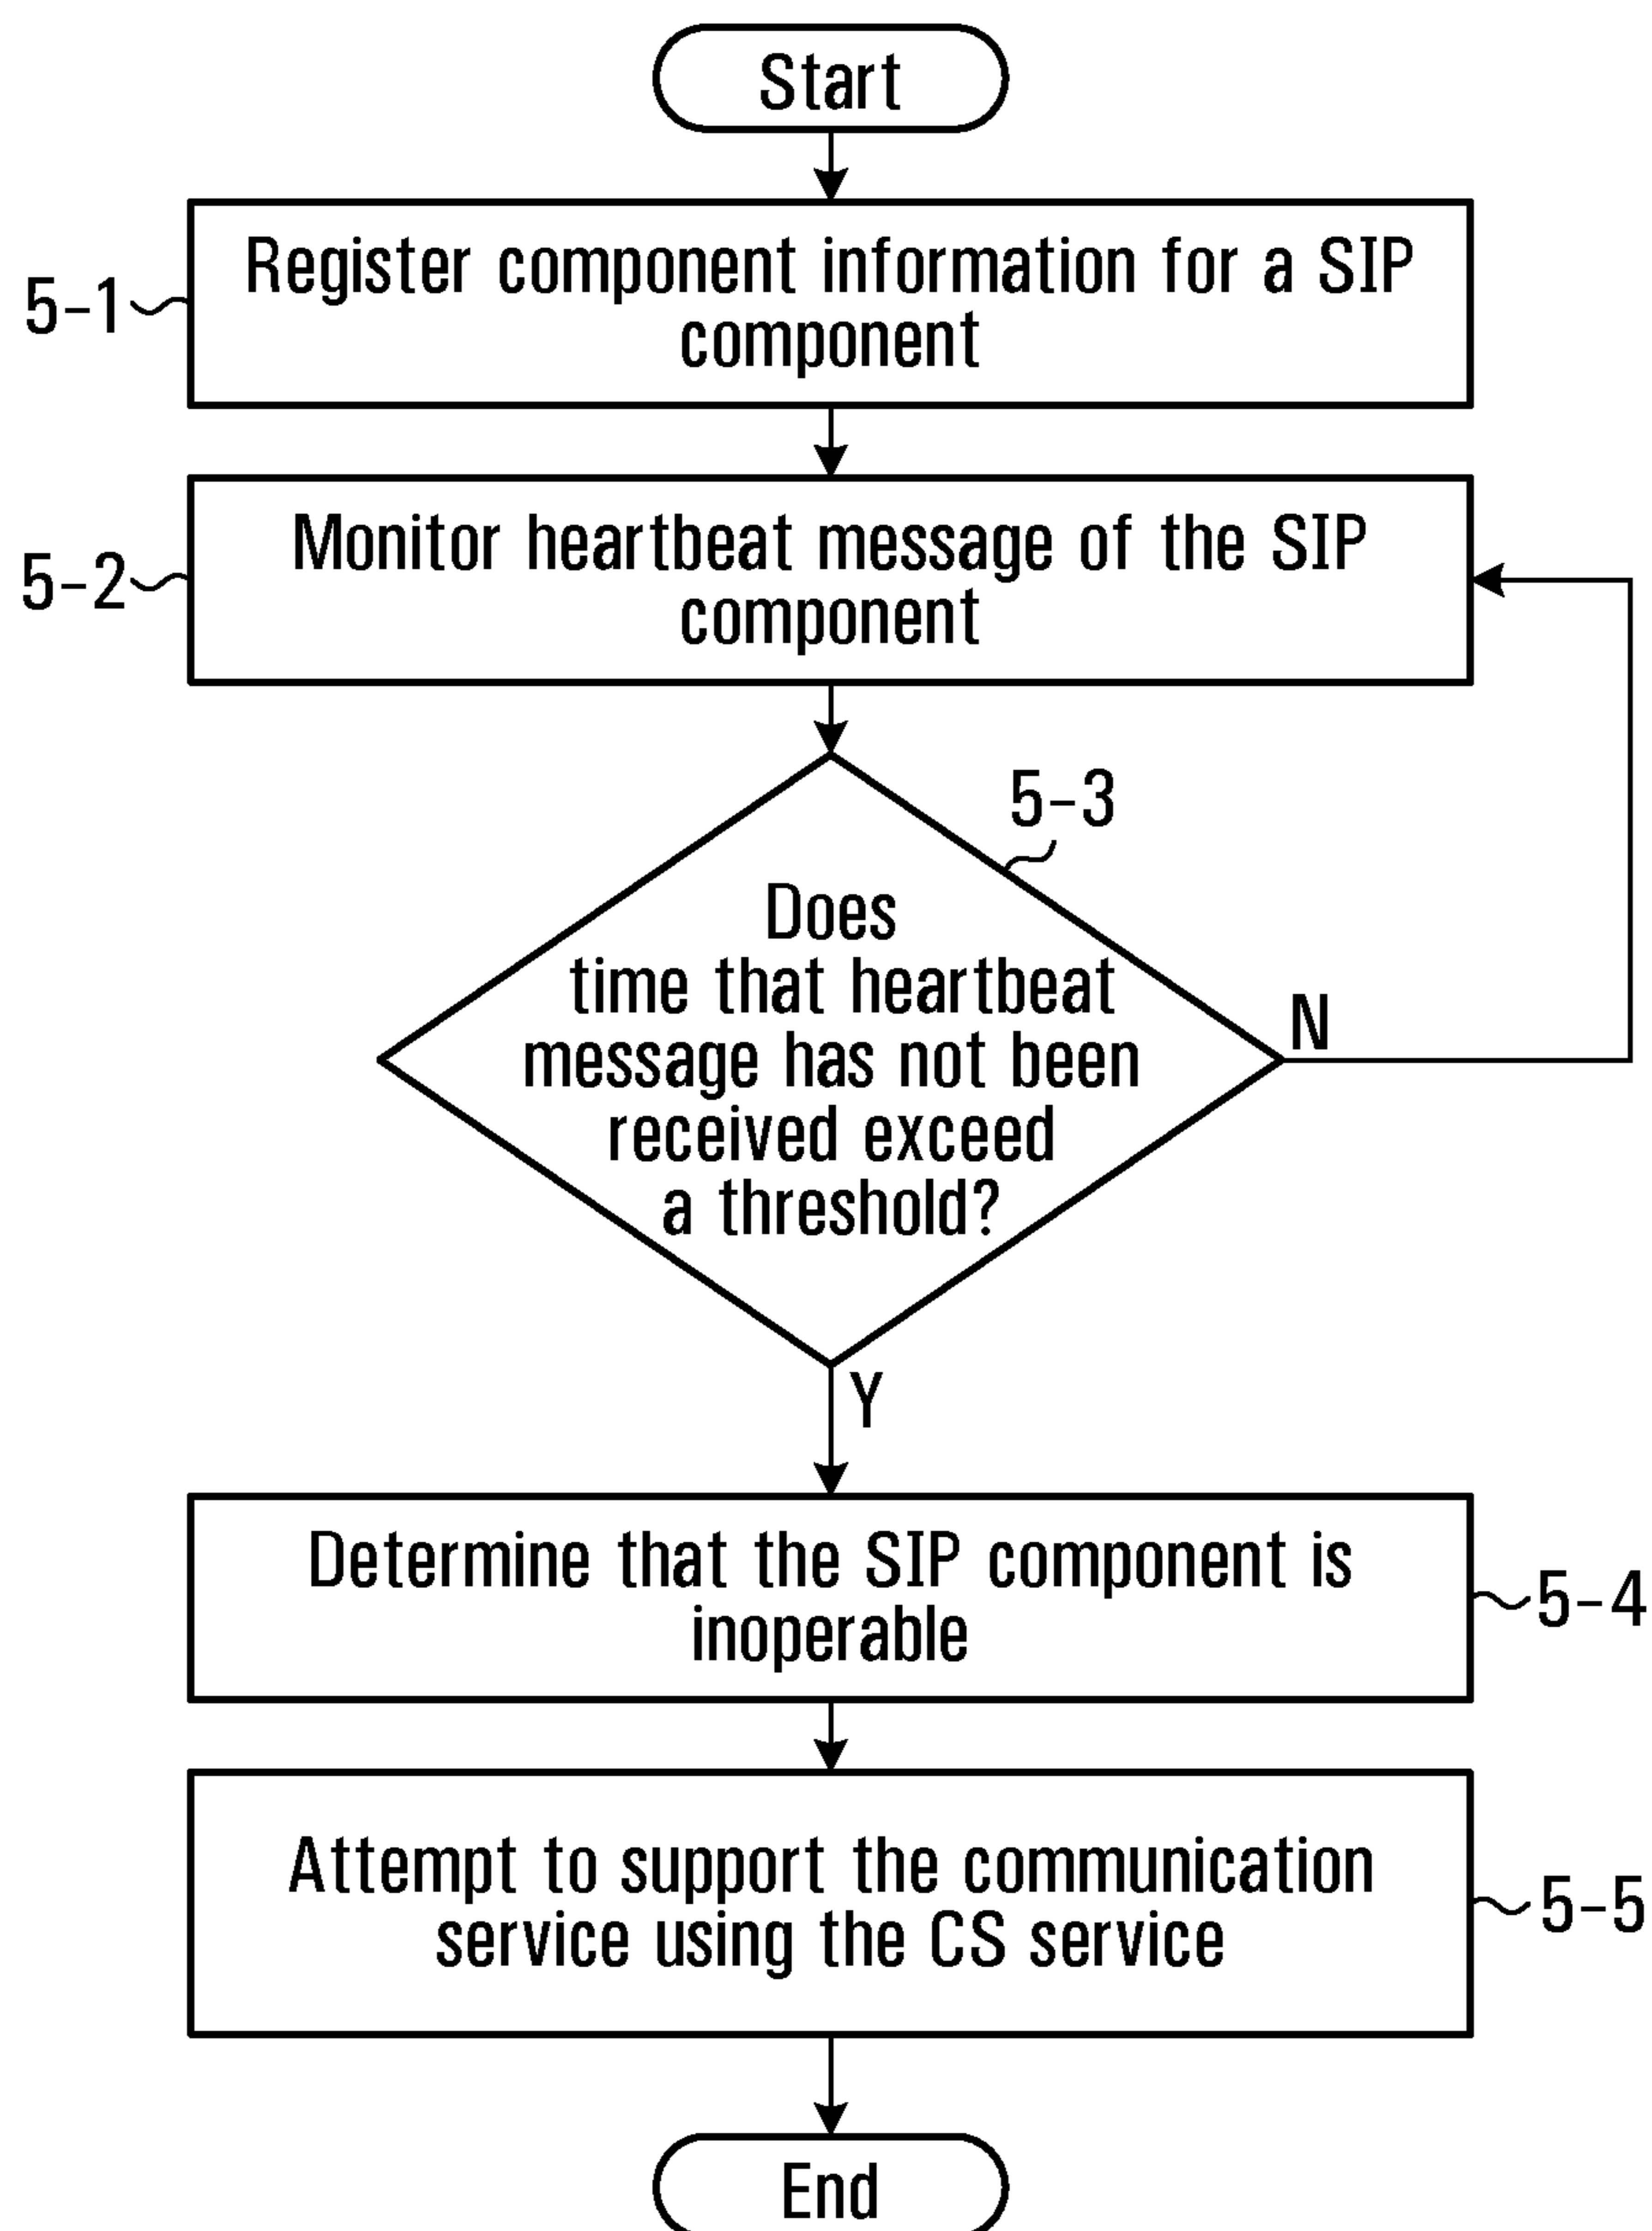 Start
5-1
Register component information for a SIP
component
5-2
Monitor heartbeat message of the SIP
component
5-3
Does
time that heartbeat
message has not been
received exceed
a threshold?
N
Y
Determine that the SIP component is
inoperable
5-4
Attempt to support the communication
service using the CS service
5-5
End